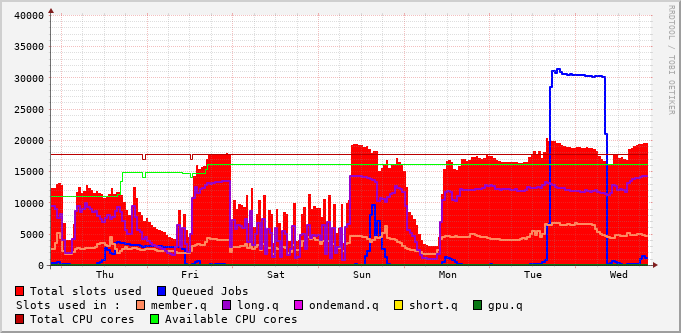 40000
35000
30000
25000
20000
15000
10000
5000
0
Thu Fri Sat Sun Mon Tue Wed
Total slots used Queued Jobs
Slots used in : member.q long.q ondemand.q short.q gpu.q
Total CPU cores Available CPU cores
RRDTOOL / TOBI OETIKER